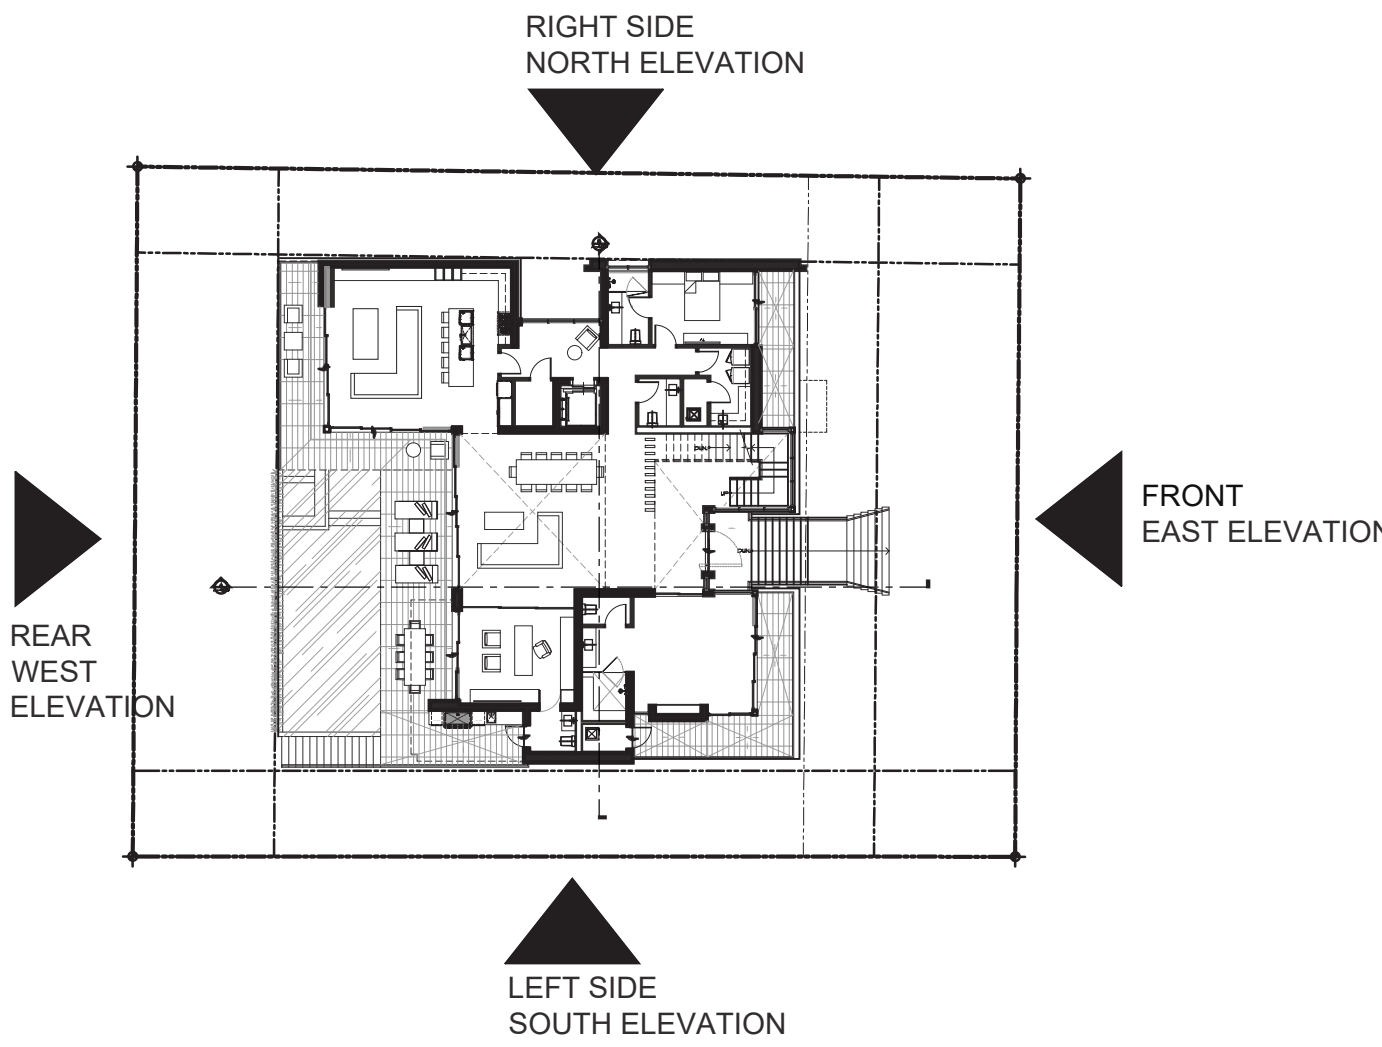 RIGHT SIDE
NORTH ELEVATION
FRONT
EAST ELEVATION
REAR
WEST
ELEVATION
LEFT SIDE
SOUTH ELEVATION